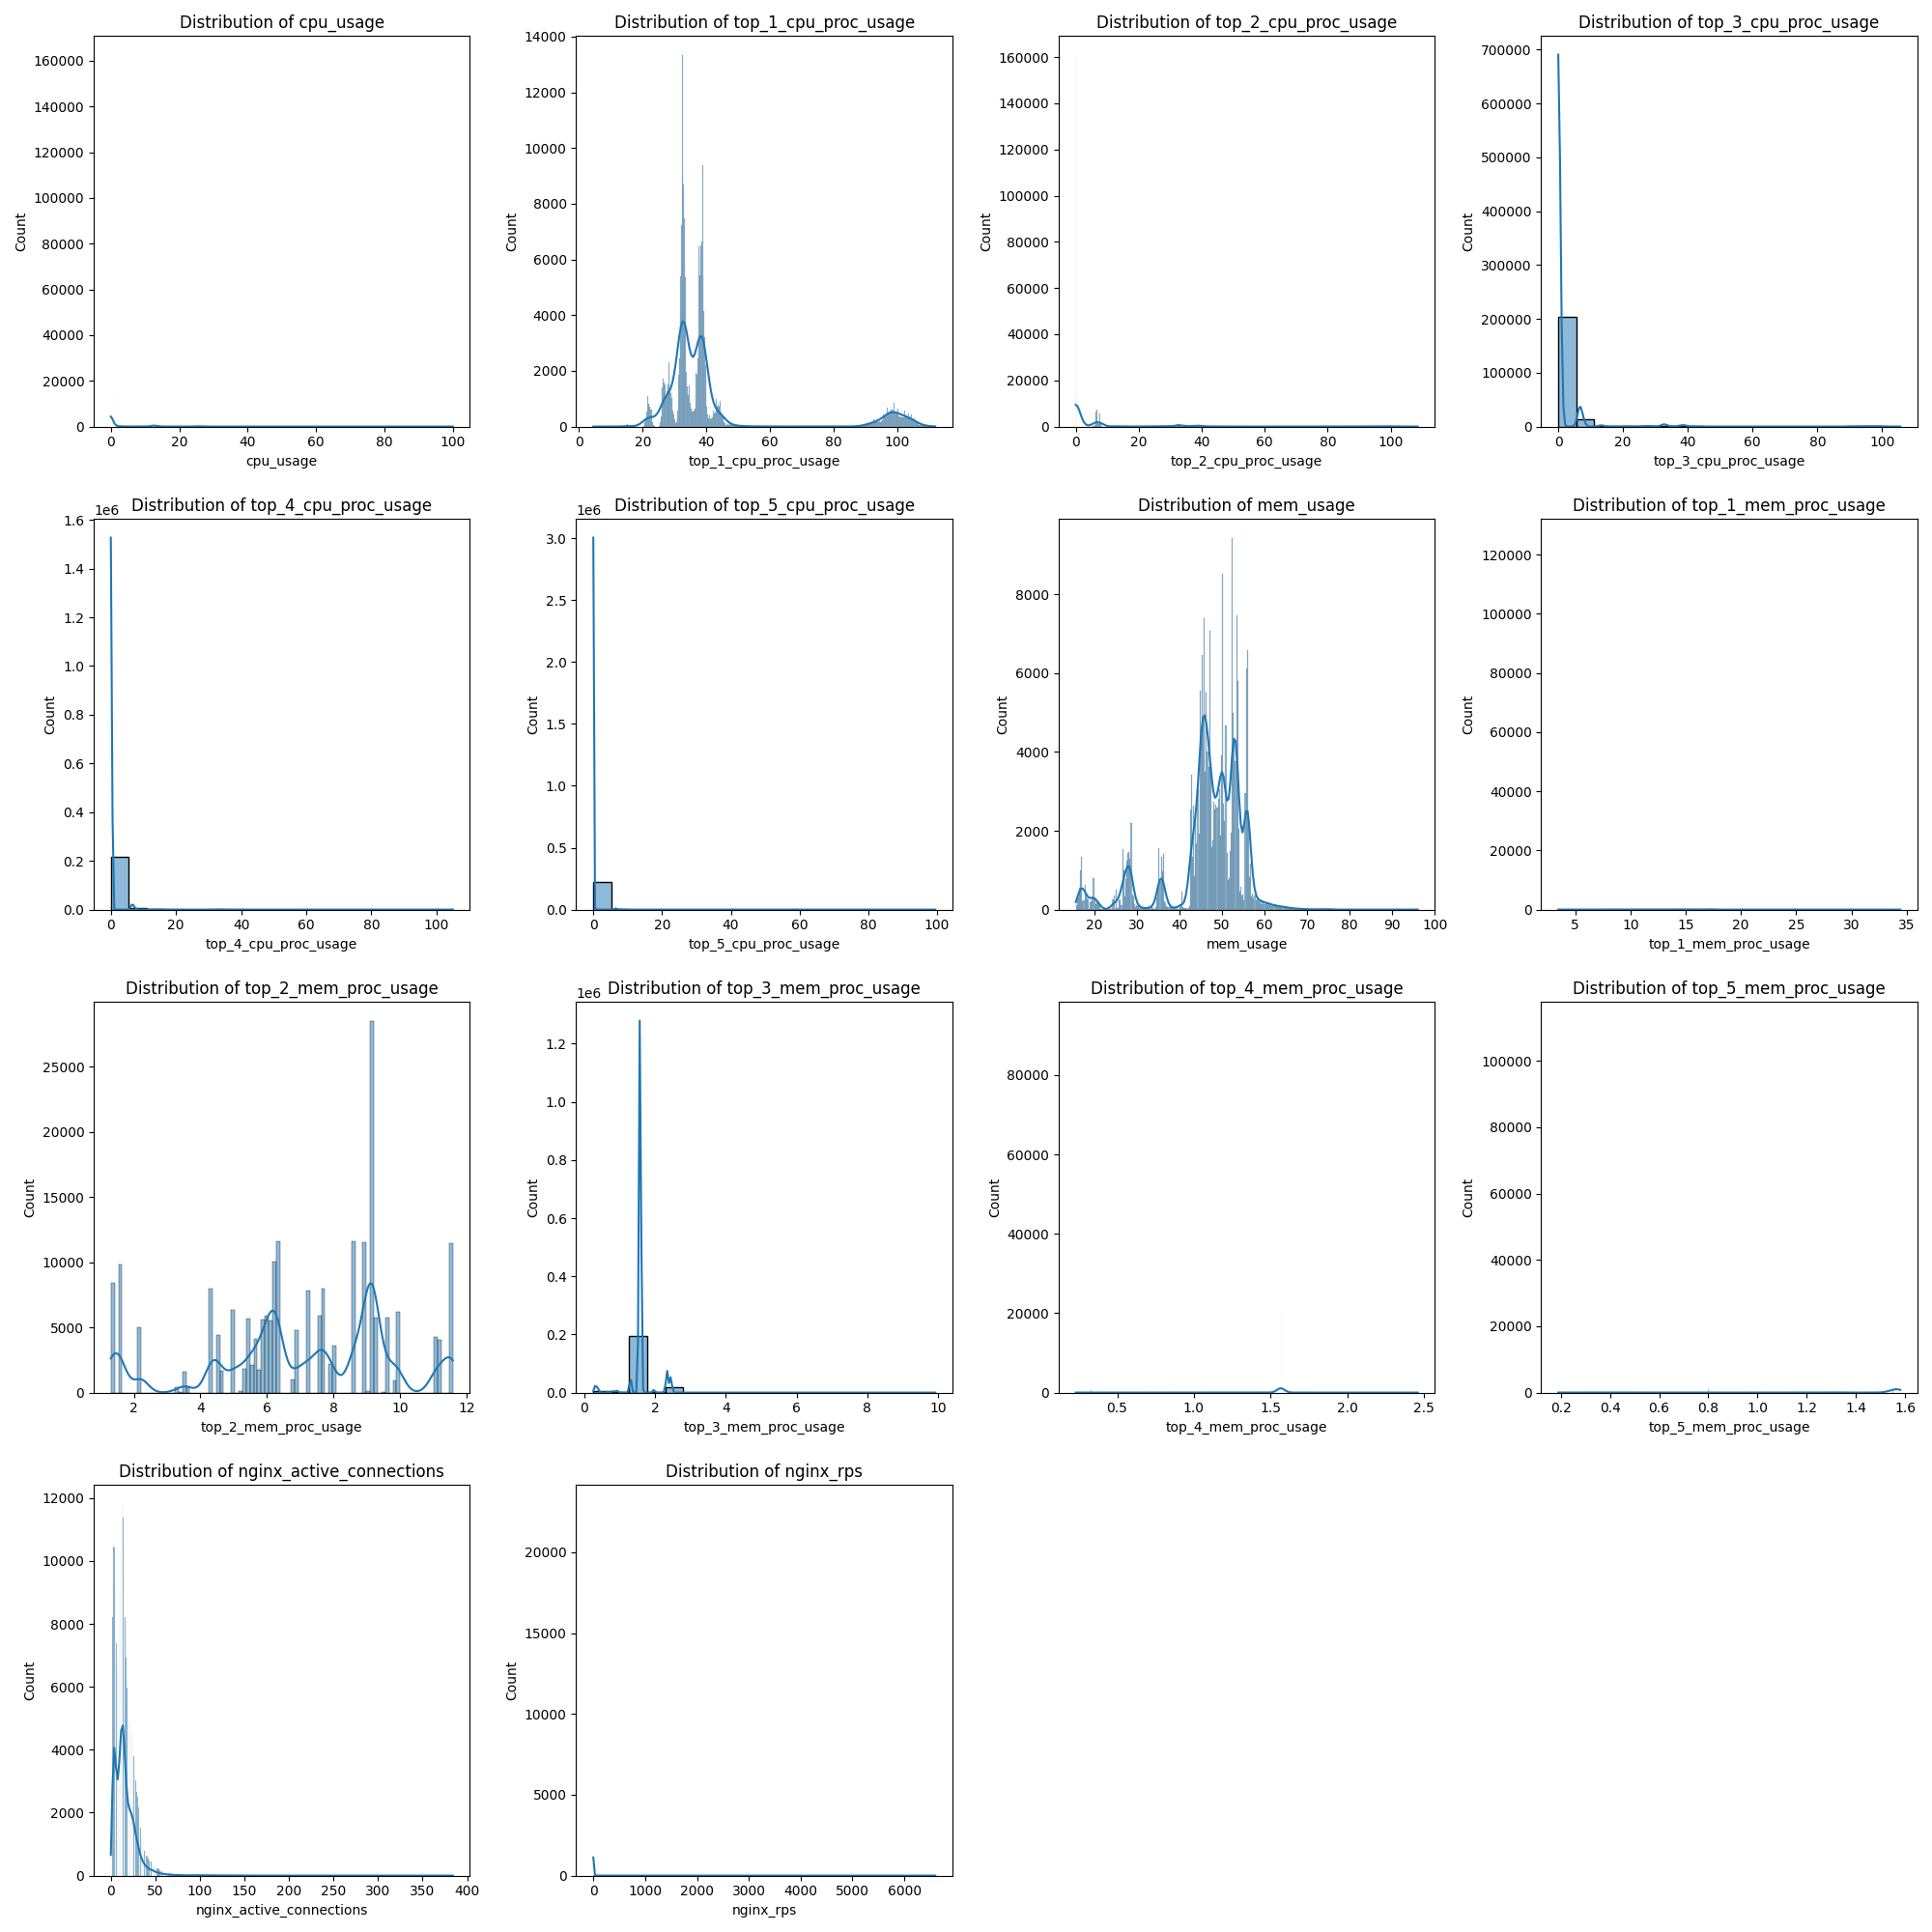 Distribution of cpu_usage
160000
140000
120000
100000
80000
60000
40000
20000
0
Count
0 20 40 60 80 100
cpu_usage
Distribution of top_1_cpu_proc_usage
14000
12000
10000
8000
6000
4000
2000
0
Count
0 20 40 60 80 100
top_1_cpu_proc_usage
Distribution of top_2_cpu_proc_usage
160000
140000
120000
100000
80000
60000
40000
20000
0
Count
0 20 40 60 80 100
top_2_cpu_proc_usage
Distribution of top_3_cpu_proc_usage
700000
600000
500000
400000
300000
200000
100000
0
Count
0 20 40 60 80 100
top_3_cpu_proc_usage
Distribution of top_4_cpu_proc_usage
1e6
1.6
1.4
1.2
1.0
0.8
0.6
0.4
0.2
0.0
Count
0 20 40 60 80 100
top_4_cpu_proc_usage
Distribution of top_5_cpu_proc_usage
1e6
3.0
2.5
2.0
1.5
1.0
0.5
0.0
Count
0 20 40 60 80 100
top_5_cpu_proc_usage
Distribution of mem_usage
8000
6000
4000
2000
0
Count
20 30 40 50 60 70 80 90 100
mem_usage
Distribution of top_1_mem_proc_usage
120000
100000
80000
60000
40000
20000
0
Count
5 10 15 20 25 30 35
top_1_mem_proc_usage
Distribution of top_2_mem_proc_usage
25000
20000
15000
10000
5000
0
Count
2 4 6 8 10 12
top_2_mem_proc_usage
Distribution of top_3_mem_proc_usage
1e6
1.2
1.0
0.8
0.6
0.4
0.2
0.0
Count
0 2 4 6 8 10
top_3_mem_proc_usage
Distribution of top_4_mem_proc_usage
80000
60000
40000
20000
0
Count
0.5 1.0 1.5 2.0 2.5
top_4_mem_proc_usage
Distribution of top_5_mem_proc_usage
100000
80000
60000
40000
20000
0
Count
0.2 0.4 0.6 0.8 1.0 1.2 1.4 1.6
top_5_mem_proc_usage
Distribution of nginx_active_connections
12000
10000
8000
6000
4000
2000
0
Count
0 50 100 150 200 250 300 350 400
nginx_active_connections
Distribution of nginx_rps
20000
15000
10000
5000
0
Count
0 1000 2000 3000 4000 5000 6000
nginx_rps